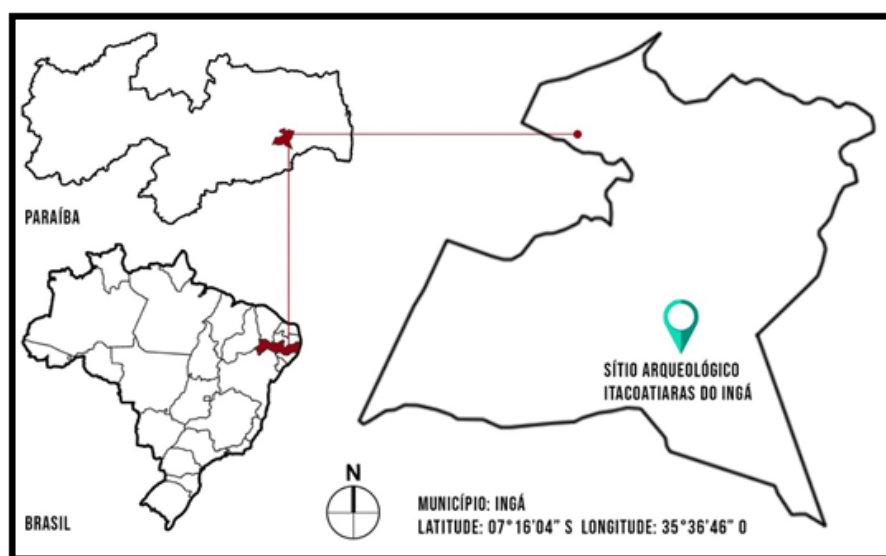 PARAÍBA
BRASIL
N
SÍTIO ARQUEOLÓGICO
ITACOATIARAS DO INGÁ
MUNICÍPIO: INGÁ
LATITUDE: 07°16'04" S LONGITUDE: 35°36'46" O